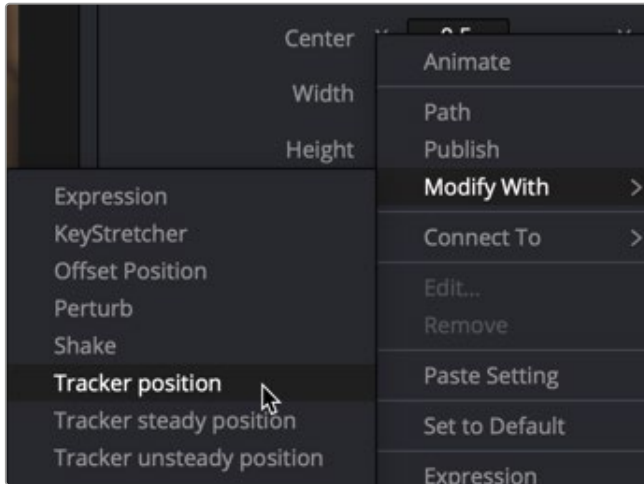 Center
Width
Height
Animate
Path
Publish
Modify With
Connect To
Edit...
Remove
Paste Setting
Set to Default
Expression
Expression
KeyStretcher
Offset Position
Perturb
Shake
Tracker position
Tracker steady position
Tracker unsteady position